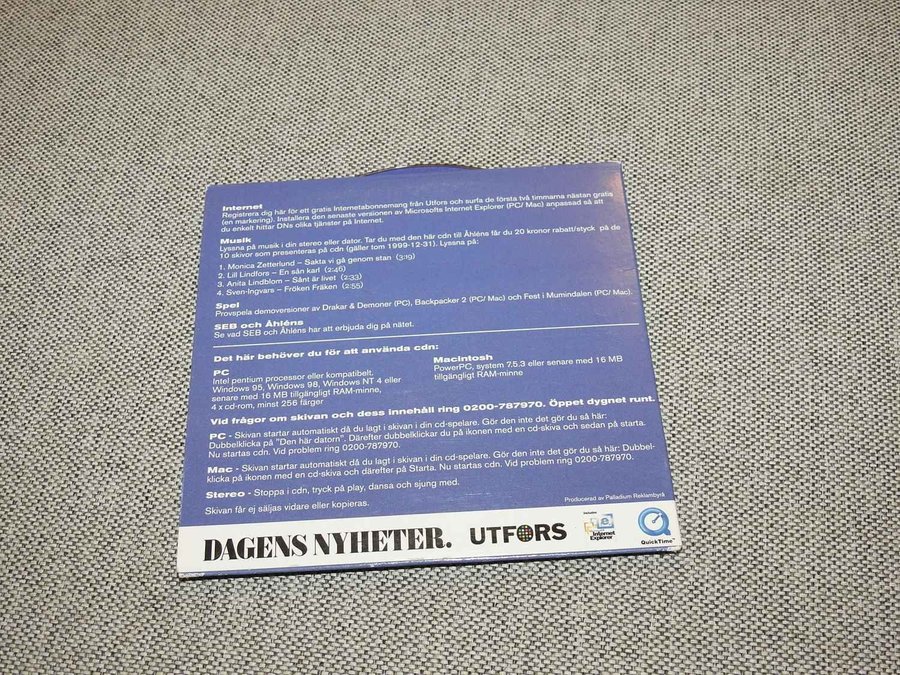 Internet
Registrera dig här för ett gratis Internetabonnemang från Utfors och surfa de första två timmarna nästan gratis
(en markering). Installera den senaste versionen av Microsofts Internet Explorer (PC/ Mac) anpassad så att
du enkelt hittar DNs olika tjänster på Internet.
Musik
Lyssna på musik i din stereo eller dator. Tar du med den här cdn till Åhléns får du 20 kronor rabatt/styck på de
10 skivor som presenteras på cdn (gäller tom 1999-12-31). Lyssna på:
1. Monica Zetterlund – Sakta vi gå genom stan (3:19)
2. Lill Lindfors – En sån karl (2:46)
3. Anita Lindblom – Sånt är livet (2:33)
4. Sven-Ingvars – Fröken Fräken (2:55)
Spel
Provspela demoversioner av Drakar & Demoner (PC), Backpacker 2 (PC/ Mac) och Fest i Mumindalen (PC/ Mac).
SEB och Åhléns
Se vad SEB och Åhléns har att erbjuda dig på nätet.
Det här behöver du för att använda cdn:
PC
Intel pentium processor eller kompatibelt,
Windows 95, Windows 98, Windows NT 4 eller
senare med 16 MB tillgängligt RAM-minne,
4 x cd-rom, minst 256 färger
Macintosh
PowerPC, system 7.5.3 eller senare med 16 MB
tillgängligt RAM-minne
Vid frågor om skivan och dess innehåll ring 0200-787970. Öppet dygnet runt.
PC - Skivan startar automatiskt då du lagt i skivan i din cd-spelare. Gör den inte det gör du så här:
Dubbelklicka på "Den här datorn". Därefter dubbelklickar du på ikonen med en cd-skiva och sedan på starta.
Nu startas cdn. Vid problem ring 0200-787970.
Mac - Skivan startar automatiskt då du lagt i skivan i din cd-spelare. Gör den inte det gör du så här: Dubbel-
klicka på ikonen med en cd-skiva och därefter på Starta. Nu startas cdn. Vid problem ring 0200-787970.
Stereo - Stoppa i cdn, tryck på play, dansa och sjung med.
Skivan får ej säljas vidare eller kopieras.
Producerad av Palladium Reklambyrå
DAGENS NYHETER.
UTFORS
Includes
Microsoft
Internet
Explorer
QuickTime™